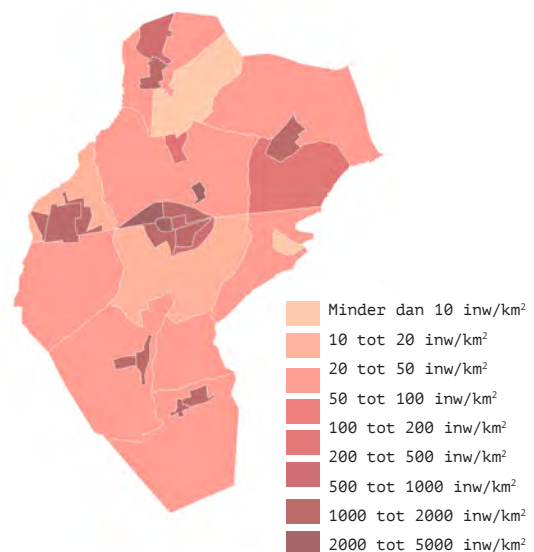 Minder dan 10 inw/km²
10 tot 20 inw/km²
20 tot 50 inw/km²
50 tot 100 inw/km²
100 tot 200 inw/km²
200 tot 500 inw/km²
500 tot 1000 inw/km²
1000 tot 2000 inw/km²
2000 tot 5000 inw/km²